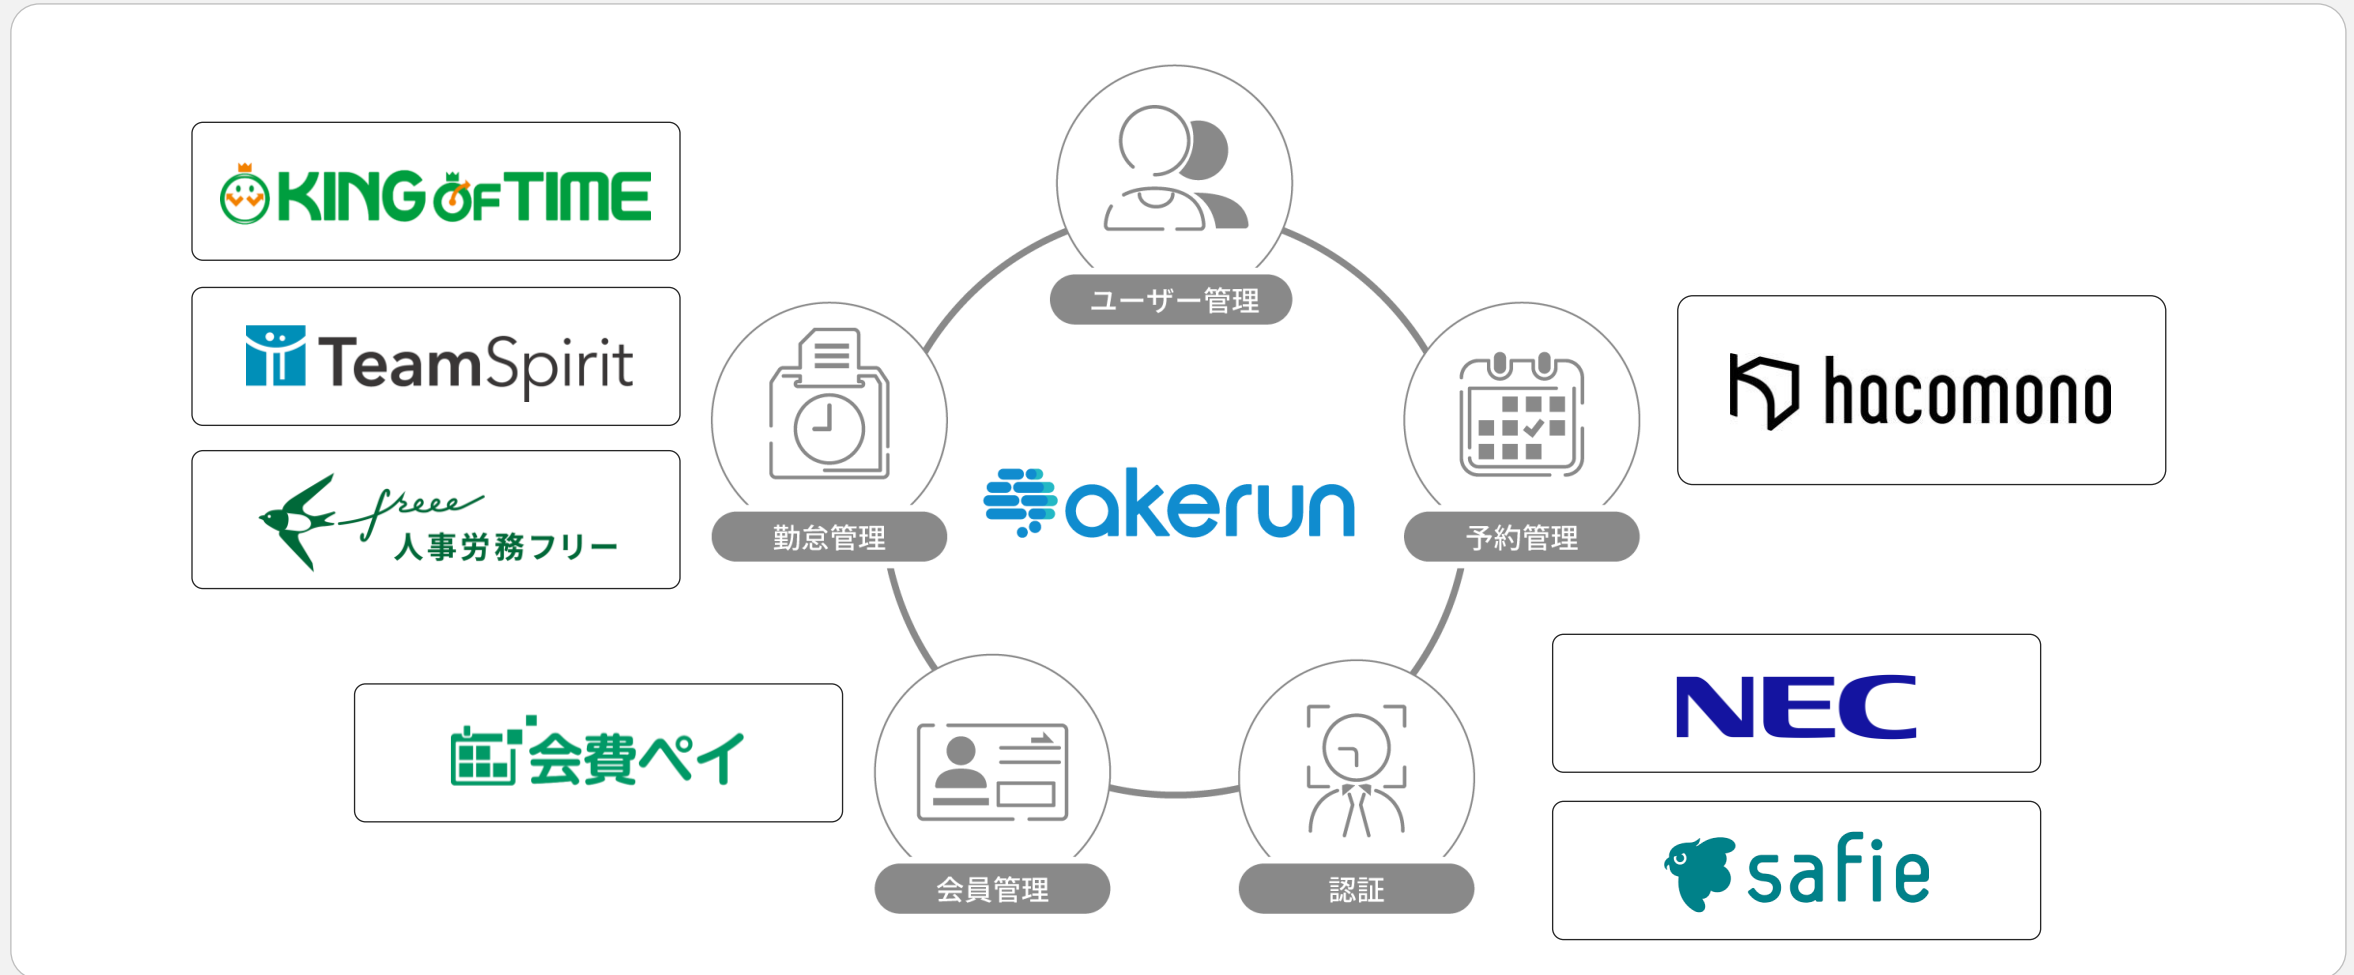 KING OF TIME
TeamSpirit
freee
人事労務フリー
会費ペイ
ユーザー管理
勤怠管理
akerun
予約管理
会員管理
認証
hacomono
NEC
safie